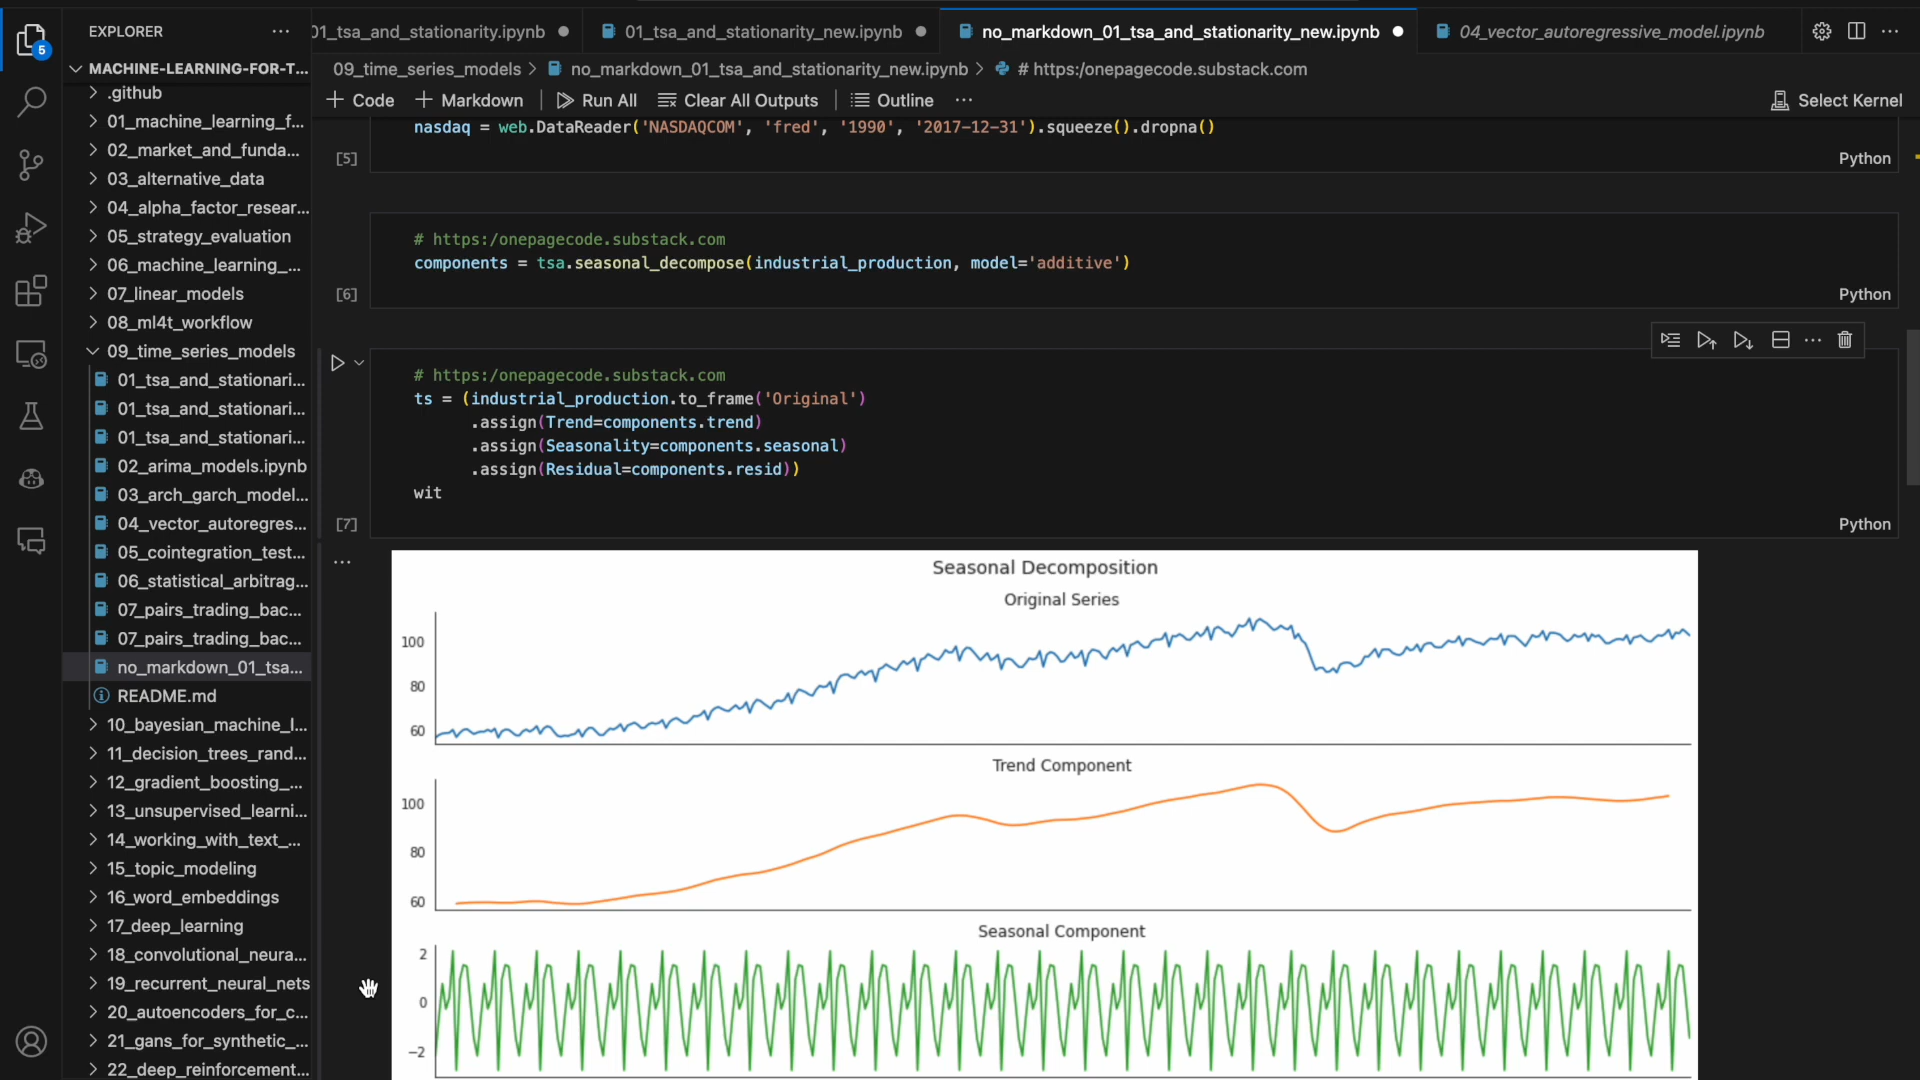 EXPLORER
MACHINE-LEARNING-FOR-T...
.github
01_machine_learning_f...
02_market_and_funda...
03_alternative_data
04_alpha_factor_resear...
05_strategy_evaluation
06_machine_learning_...
07_linear_models
08_ml4t_workflow
09_time_series_models
01_tsa_and_stationari...
01_tsa_and_stationari...
01_tsa_and_stationari...
02_arima_models.ipynb
03_arch_garch_model...
04_vector_autoregres...
05_cointegration_test...
06_statistical_arbitrag...
07_pairs_trading_bac...
07_pairs_trading_bac...
no_markdown_01_tsa...
README.md
10_bayesian_machine_l...
11_decision_trees_rand...
12_gradient_boosting_...
13_unsupervised_learni...
14_working_with_text_...
15_topic_modeling
16_word_embeddings
17_deep_learning
18_convolutional_neura...
19_recurrent_neural_nets
20_autoencoders_for_c...
21_gans_for_synthetic_...
22_deep_reinforcement...
5
01_tsa_and_stationarity.ipynb
01_tsa_and_stationarity_new.ipynb
no_markdown_01_tsa_and_stationarity_new.ipynb
04_vector_autoregressive_model.ipynb
09_time_series_models > no_markdown_01_tsa_and_stationarity_new.ipynb > # https:/onepagecode.substack.com
+ Code + Markdown Run All Clear All Outputs Outline ... Select Kernel
nasdaq = web.DataReader('NASDAQCOM', 'fred', '1990', '2017-12-31').squeeze().dropna()
[5] Python
# https:/onepagecode.substack.com
components = tsa.seasonal_decompose(industrial_production, model='additive')
[6] Python
# https:/onepagecode.substack.com
ts = (industrial_production.to_frame('Original')
.assign(Trend=components.trend)
.assign(Seasonality=components.seasonal)
.assign(Residual=components.resid))
wit
[7] Python
Seasonal Decomposition
Original Series
100
80
60
Trend Component
100
80
60
Seasonal Component
2
0
−2